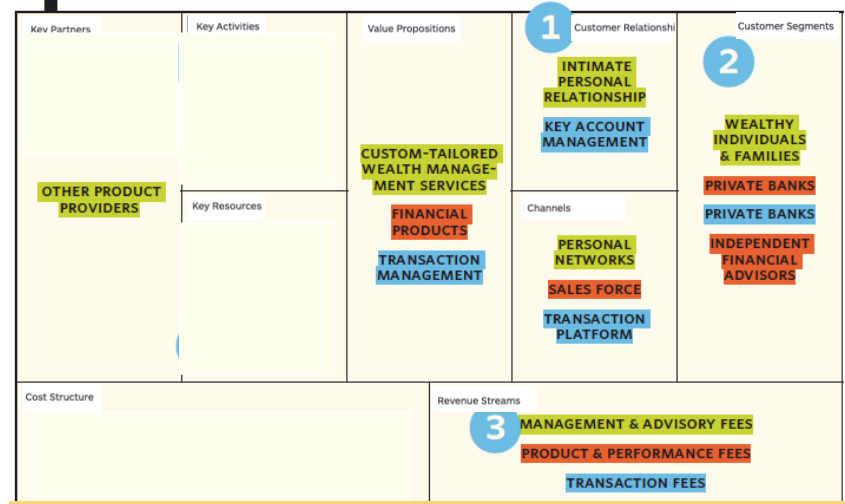 Key Partners
OTHER PRODUCT
PROVIDERS
Key Activities
Key Resources
Value Propositions
CUSTOM-TAILORED
WEALTH MANAGE-
MENT SERVICES
FINANCIAL
PRODUCTS
TRANSACTION
MANAGEMENT
1
Customer Relationshi
INTIMATE
PERSONAL
RELATIONSHIP
KEY ACCOUNT
MANAGEMENT
Channels
PERSONAL
NETWORKS
SALES FORCE
TRANSACTION
PLATFORM
Customer Segments
2
WEALTHY
INDIVIDUALS
& FAMILIES
PRIVATE BANKS
PRIVATE BANKS
INDEPENDENT
FINANCIAL
ADVISORS
Cost Structure
Revenue Streams
3
MANAGEMENT & ADVISORY FEES
PRODUCT & PERFORMANCE FEES
TRANSACTION FEES